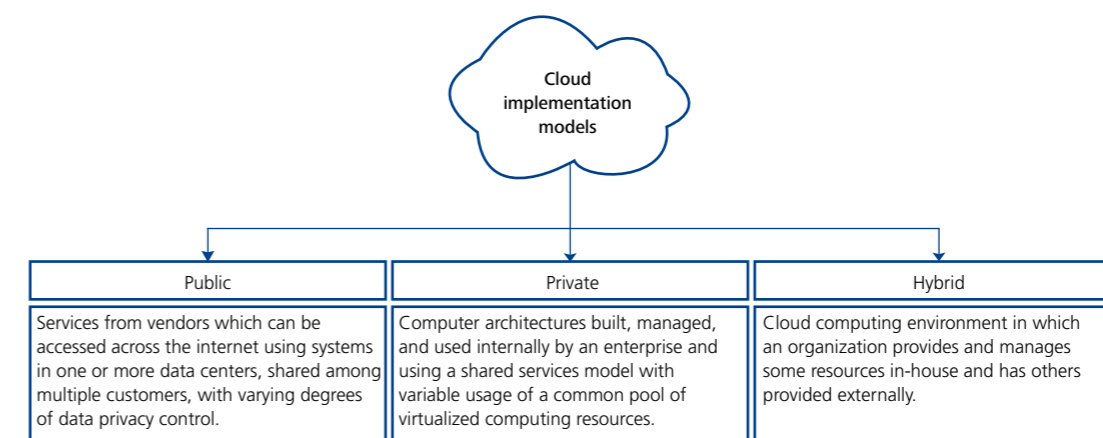 Cloud
implementation
models
Public
Private
Hybrid
Services from vendors which can be
accessed across the internet using systems
in one or more data centers, shared among
multiple customers, with varying degrees
of data privacy control.
Computer architectures built, managed,
and used internally by an enterprise and
using a shared services model with
variable usage of a common pool of
virtualized computing resources.
Cloud computing environment in which
an organization provides and manages
some resources in-house and has others
provided externally.